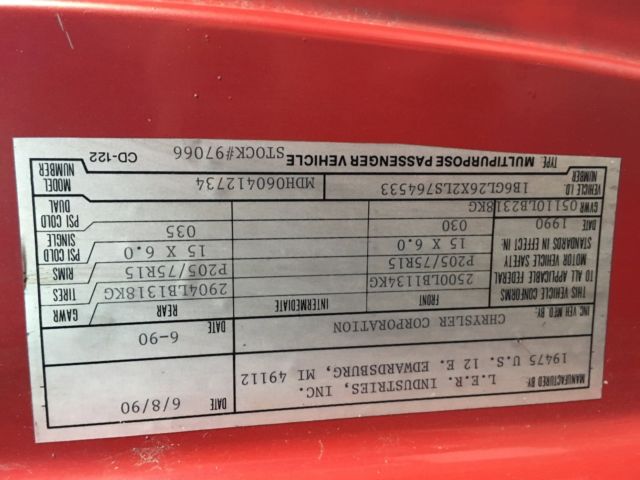 MANUFACTURED BY: L.E.R. INDUSTRIES, INC. 6/8/90
19475 U.S. 12 E. EDWARDSBURG, MI 49112 DATE
INC VEH MFD BY: CHRYSLER CORPORATION 6-90 DATE
THIS VEHICLE CONFORMS TO ALL APPLICABLE FEDERAL MOTOR VEHICLE SAFETY STANDARDS IN EFFECT IN: 1990
FRONT INTERMEDIATE REAR GAWR
2500LB1134KG 2904LB1318KG TIRES
P205/75R15 P205/75R15 RIMS
15 X 6.0 15 X 6.0 PSI COLD SINGLE
030 035 PSI COLD DUAL
GVWR 05110LB2318KG
VEHICLE I.D. NUMBER 1B6GL26X2LS764533 MODEL NUMBER MDH060412734
TYPE: MULTIPURPOSE PASSENGER VEHICLE STOCK#97066 CD-122